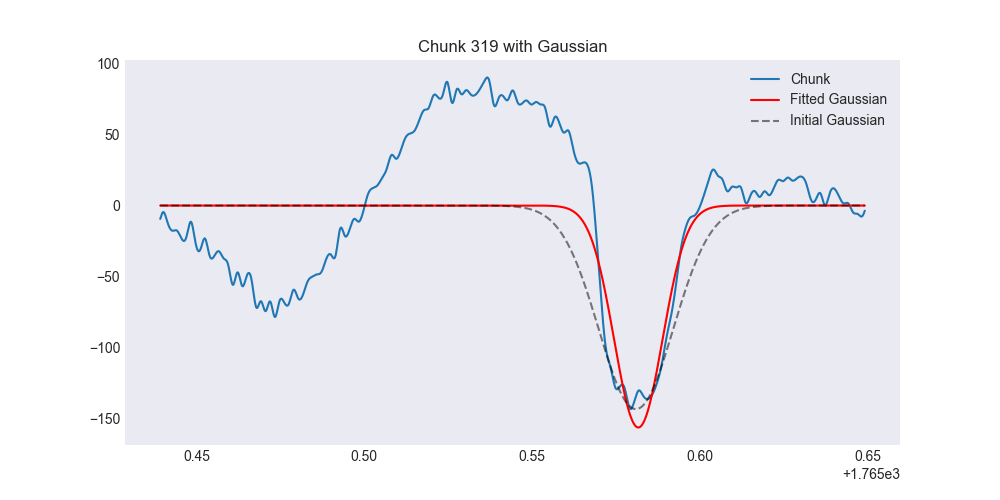 Chunk 319 with Gaussian
Chunk
Fitted Gaussian
Initial Gaussian
100
50
0
−50
−100
−150
0.45
0.50
0.55
0.60
0.65
+1.765e3